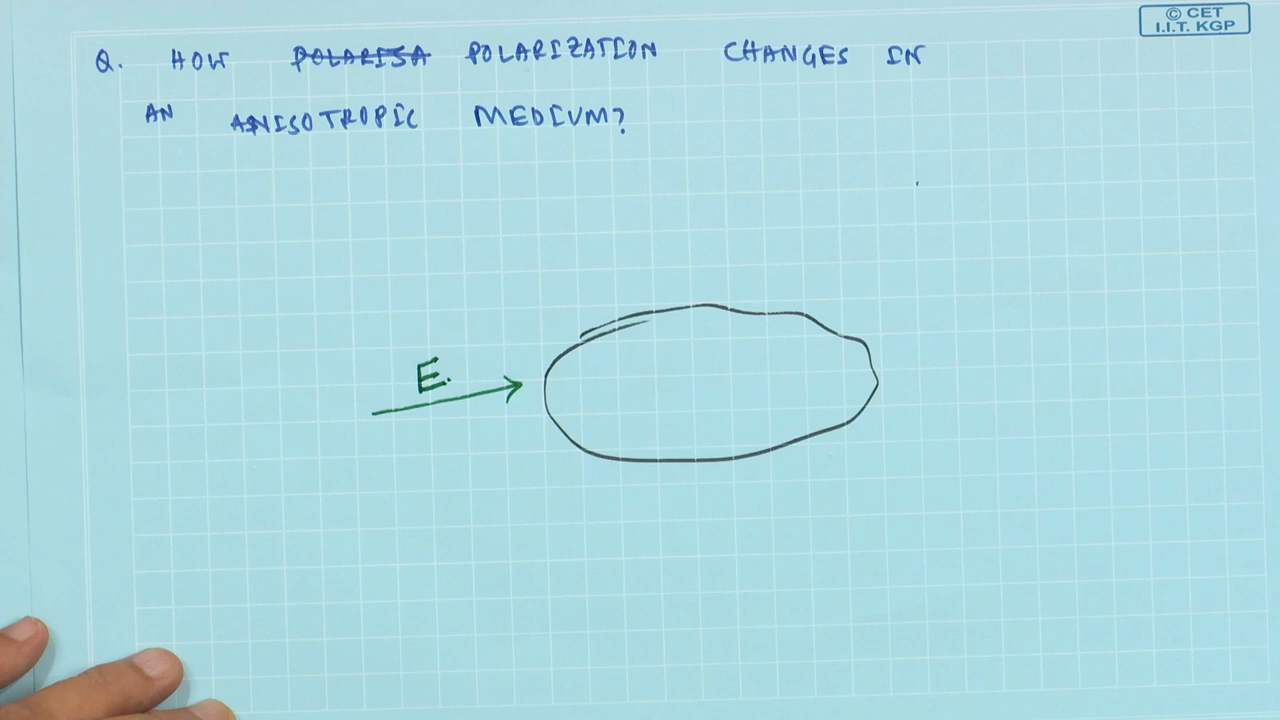 © CET
I.I.T. KGP
Q. HOW POLARISA POLARIZATION CHANGES IN
AN ANISOTROPIC MEDIUM?
E.